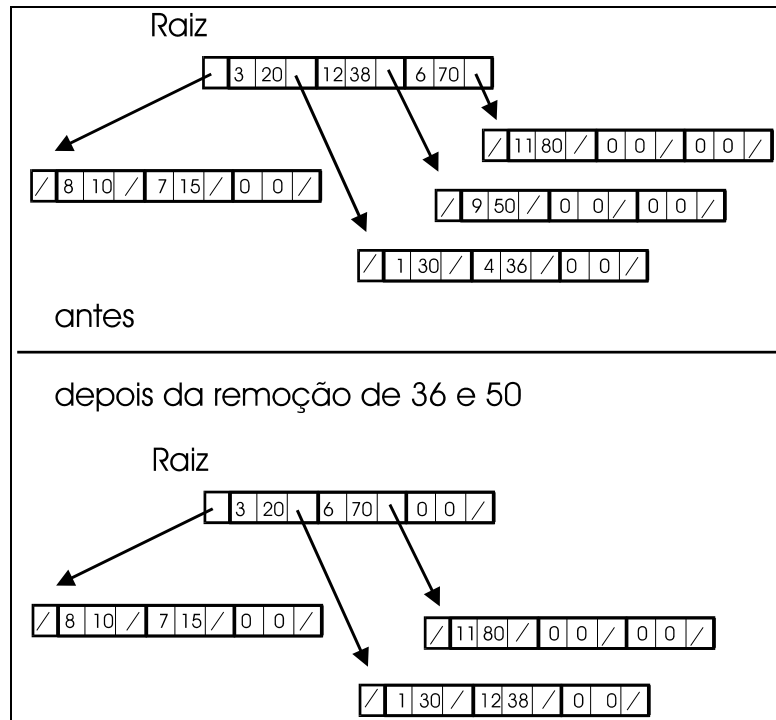 Raiz
3 20 12 38 6 70
/ 11 80 / 0 0 / 0 0 /
/ 8 10 / 7 15 / 0 0 /
/ 9 50 / 0 0 / 0 0 /
/ 1 30 / 4 36 / 0 0 /
antes
depois da remoção de 36 e 50
Raiz
3 20 6 70 0 0 /
/ 8 10 / 7 15 / 0 0 /
/ 11 80 / 0 0 / 0 0 /
/ 1 30 / 12 38 / 0 0 /